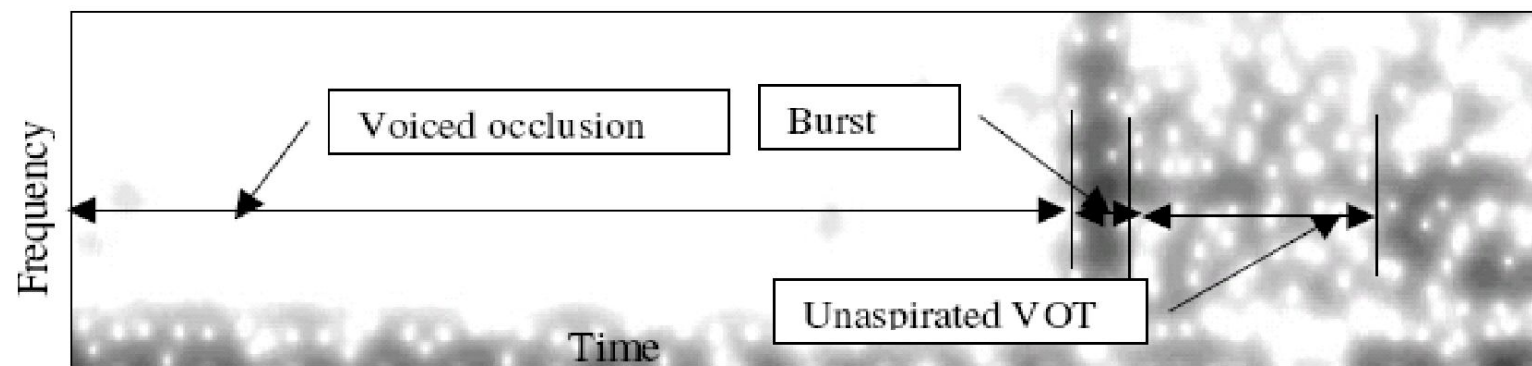 Voiced occlusion
Burst
Frequency
Unaspirated VOT
Time